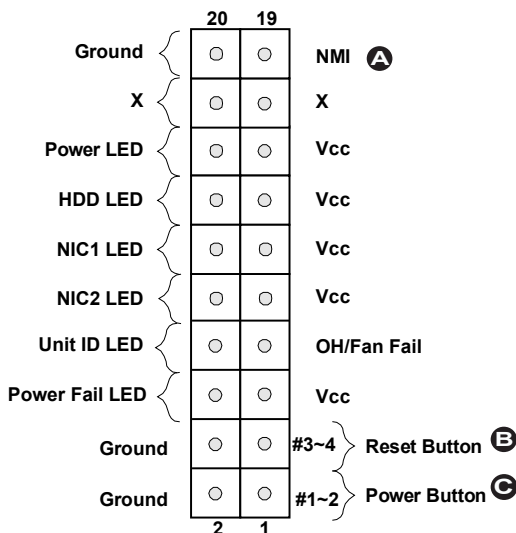 20 19
Ground NMI A
X X
Power LED Vcc
HDD LED Vcc
NIC1 LED Vcc
NIC2 LED Vcc
Unit ID LED OH/Fan Fail
Power Fail LED Vcc
Ground #3~4 Reset Button B
Ground #1~2 Power Button C
2 1